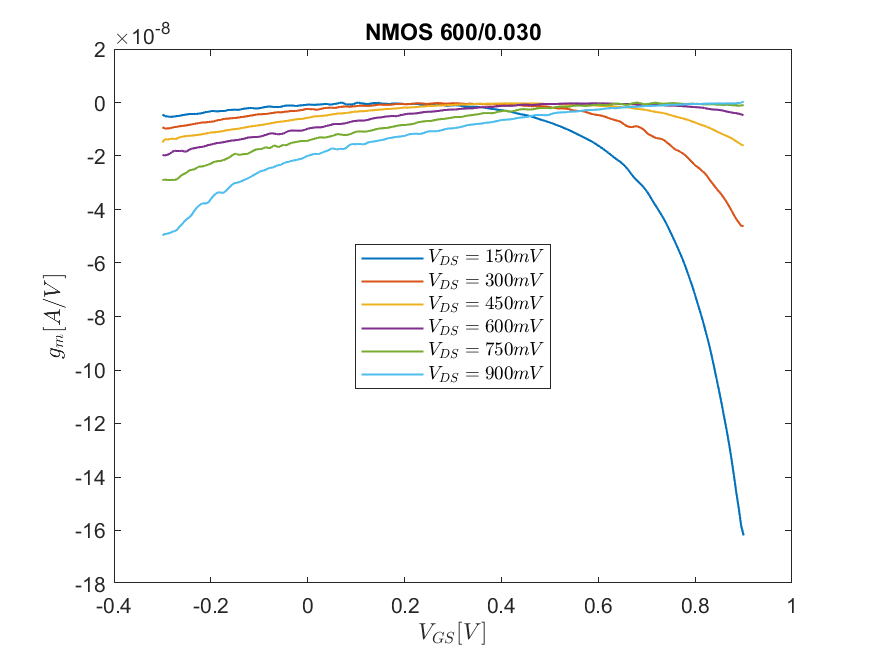 NMOS 600/0.030
×10⁻⁸
2
0
-2
-4
-6
-8
-10
-12
-14
-16
-18
g_m[A/V]
V_DS = 150mV
V_DS = 300mV
V_DS = 450mV
V_DS = 600mV
V_DS = 750mV
V_DS = 900mV
-0.4 -0.2 0 0.2 0.4 0.6 0.8 1
V_GS[V]